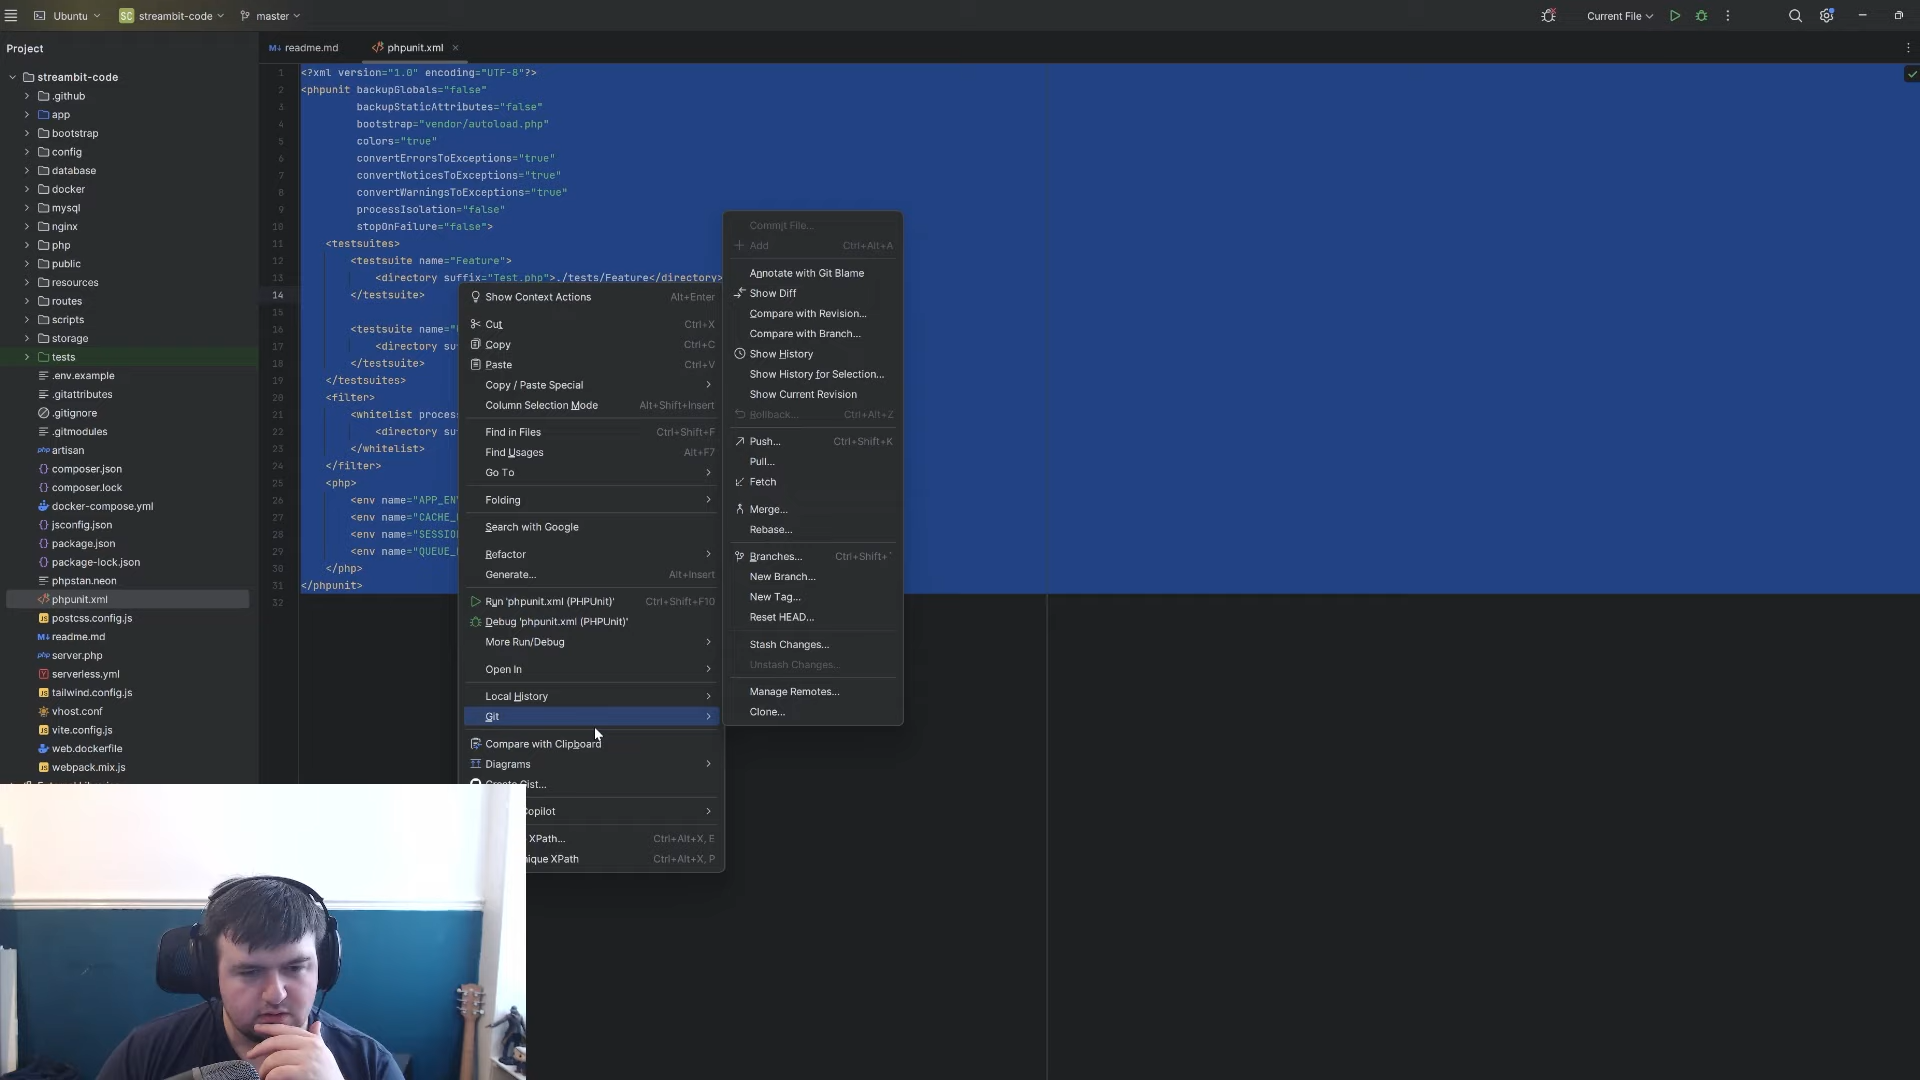 Ubuntu
SC streambit-code
master
Current File
Project
readme.md
phpunit.xml
streambit-code
.github
app
bootstrap
config
database
docker
mysql
nginx
php
public
resources
routes
scripts
storage
tests
.env.example
.gitattributes
.gitignore
.gitmodules
php artisan
composer.json
composer.lock
docker-compose.yml
jsconfig.json
package.json
package-lock.json
phpstan.neon
phpunit.xml
JS postcss.config.js
M↓ readme.md
php server.php
Y serverless.yml
JS tailwind.config.js
vhost.conf
JS vite.config.js
web.dockerfile
JS webpack.mix.js
1 <?xml version="1.0" encoding="UTF-8"?>
2 <phpunit backupGlobals="false"
3 backupStaticAttributes="false"
4 bootstrap="vendor/autoload.php"
5 colors="true"
6 convertErrorsToExceptions="true"
7 convertNoticesToExceptions="true"
8 convertWarningsToExceptions="true"
9 processIsolation="false"
10 stopOnFailure="false">
11 <testsuites>
12 <testsuite name="Feature">
13 <directory suffix="Test.php">./tests/Feature</directory>
14 </testsuite>
15
16 <testsuite name="
17 <directory su
18 </testsuite>
19 </testsuites>
20 <filter>
21 <whitelist proces
22 <directory su
23 </whitelist>
24 </filter>
25 <php>
26 <env name="APP_EN
27 <env name="CACHE_
28 <env name="SESSIO
29 <env name="QUEUE_
30 </php>
31 </phpunit>
32
Show Context Actions Alt+Enter
Cut Ctrl+X
Copy Ctrl+C
Paste Ctrl+V
Copy / Paste Special
Column Selection Mode Alt+Shift+Insert
Find in Files Ctrl+Shift+F
Find Usages Alt+F7
Go To
Folding
Search with Google
Refactor
Generate... Alt+Insert
Run 'phpunit.xml (PHPUnit)' Ctrl+Shift+F10
Debug 'phpunit.xml (PHPUnit)'
More Run/Debug
Open In
Local History
Git
Compare with Clipboard
Diagrams
Create Gist...
Copilot
XPath... Ctrl+Alt+X, E
nique XPath Ctrl+Alt+X, P
Commit File...
Add Ctrl+Alt+A
Annotate with Git Blame
Show Diff
Compare with Revision...
Compare with Branch...
Show History
Show History for Selection...
Show Current Revision
Rollback... Ctrl+Alt+Z
Push... Ctrl+Shift+K
Pull...
Fetch
Merge...
Rebase...
Branches... Ctrl+Shift+`
New Branch...
New Tag...
Reset HEAD...
Stash Changes...
Unstash Changes...
Manage Remotes...
Clone...